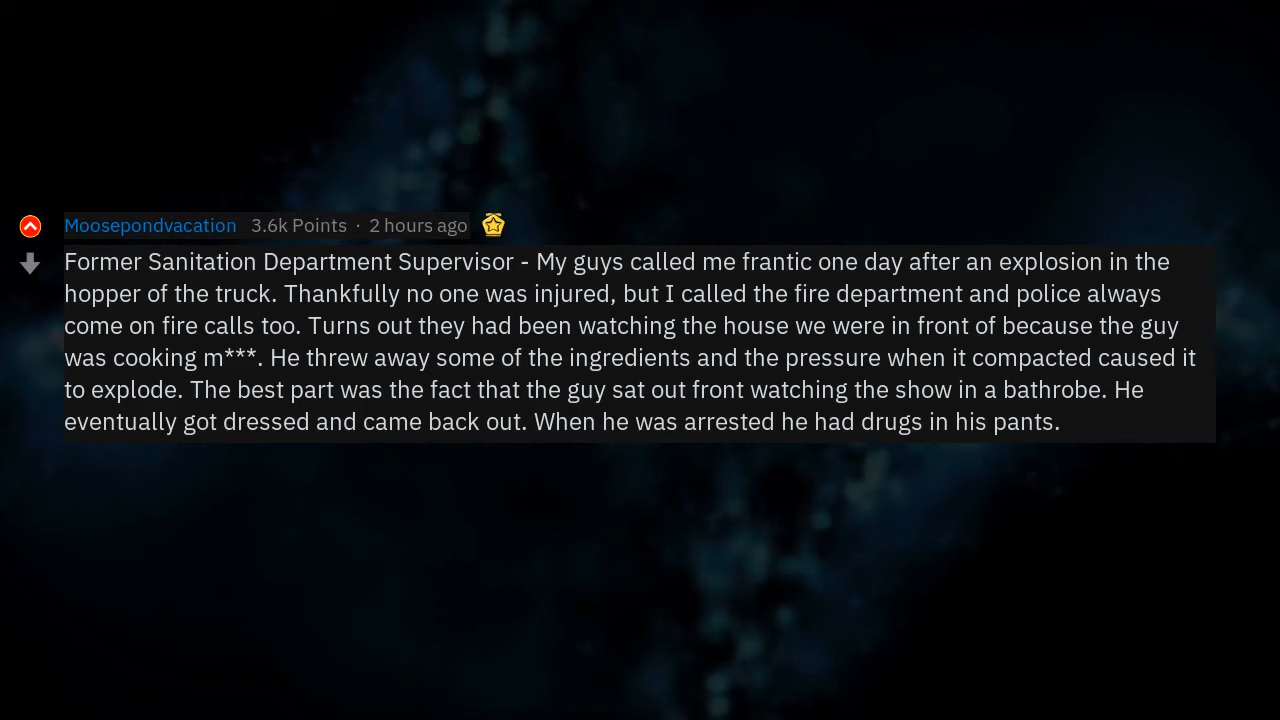 Moosepondvacation 3.6k Points · 2 hours ago
Former Sanitation Department Supervisor - My guys called me frantic one day after an explosion in the
hopper of the truck. Thankfully no one was injured, but I called the fire department and police always
come on fire calls too. Turns out they had been watching the house we were in front of because the guy
was cooking m***. He threw away some of the ingredients and the pressure when it compacted caused it
to explode. The best part was the fact that the guy sat out front watching the show in a bathrobe. He
eventually got dressed and came back out. When he was arrested he had drugs in his pants.